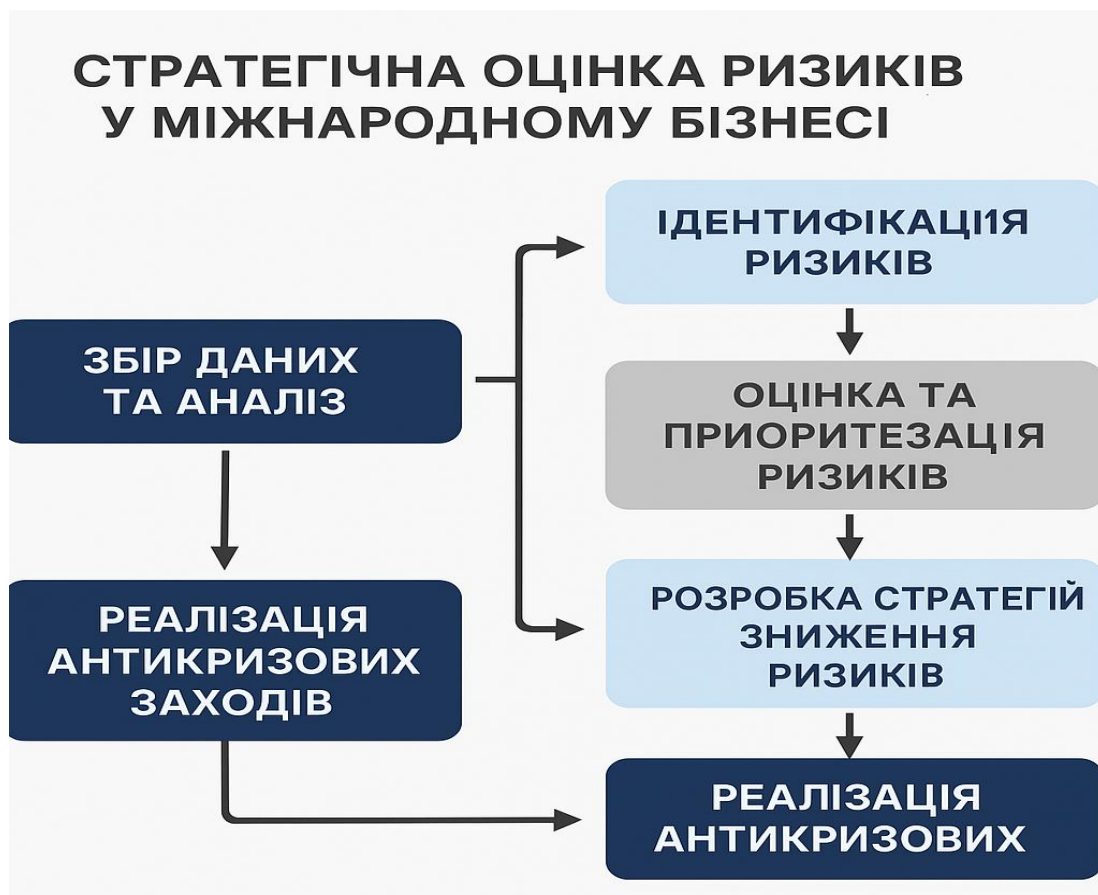 СТРАТЕГІЧНА ОЦІНКА РИЗИКІВ
У МІЖНАРОДНОМУ БІЗНЕСІ
ЗБІР ДАНИХ
ТА АНАЛІЗ
РЕАЛІЗАЦІЯ
АНТИКРИЗОВИХ
ЗАХОДІВ
ІДЕНТИФІКАЦІ1Я
РИЗИКІВ
ОЦІНКА ТА
ПРИОРИТЕЗАЦІЯ
РИЗИКІВ
РОЗРОБКА СТРАТЕГІЙ
ЗНИЖЕННЯ
РИЗИКІВ
РЕАЛІЗАЦІЯ
АНТИКРИЗОВИХ